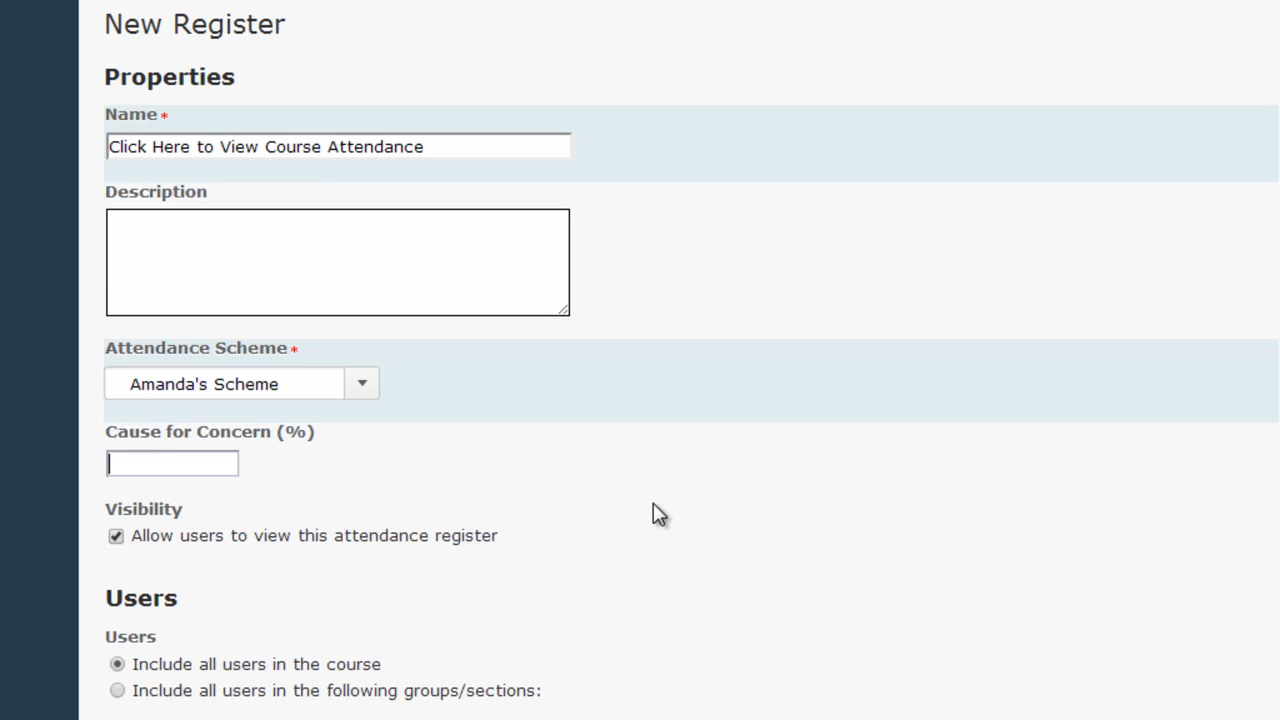 New Register
Properties
Name *
Click Here to View Course Attendance
Description
Attendance Scheme *
Amanda's Scheme
Cause for Concern (%)
Visibility
Allow users to view this attendance register
Users
Users
Include all users in the course
Include all users in the following groups/sections: